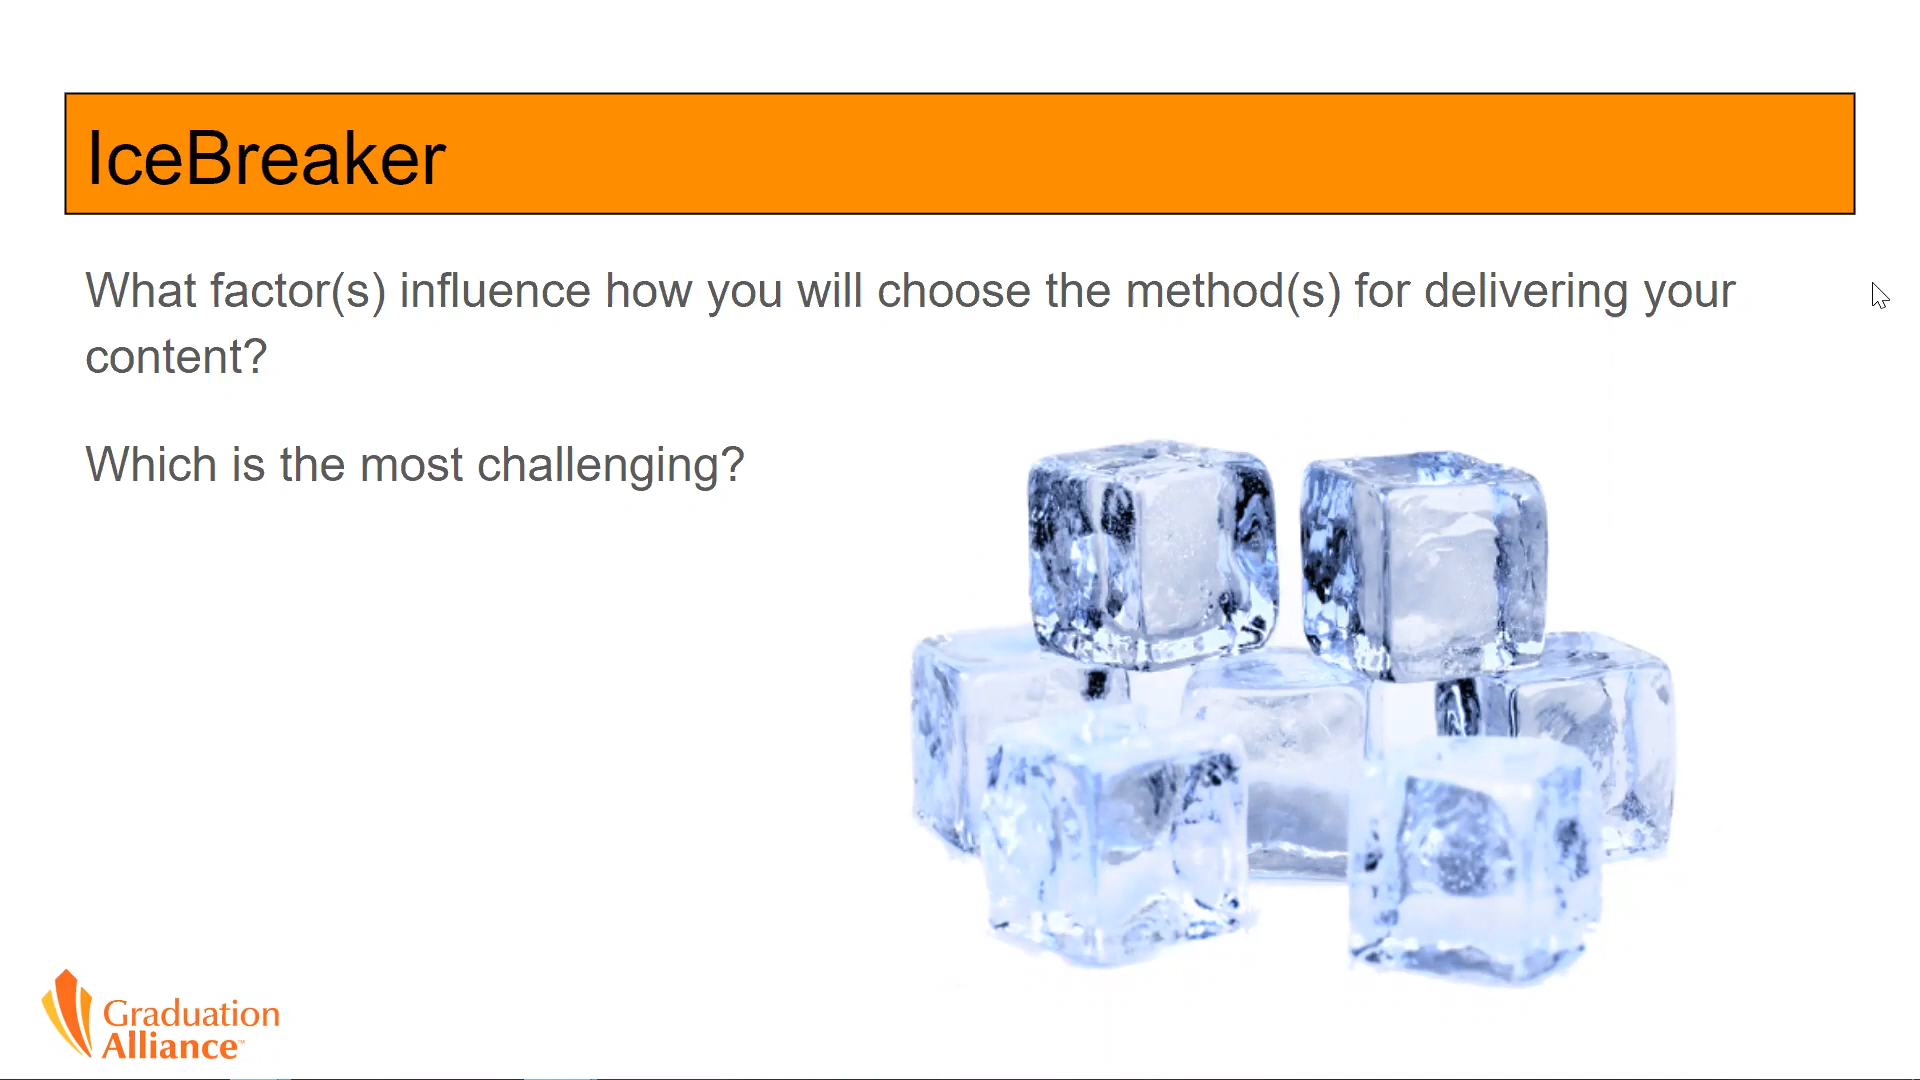 IceBreaker
What factor(s) influence how you will choose the method(s) for delivering your
content?
Which is the most challenging?
Graduation
Alliance™